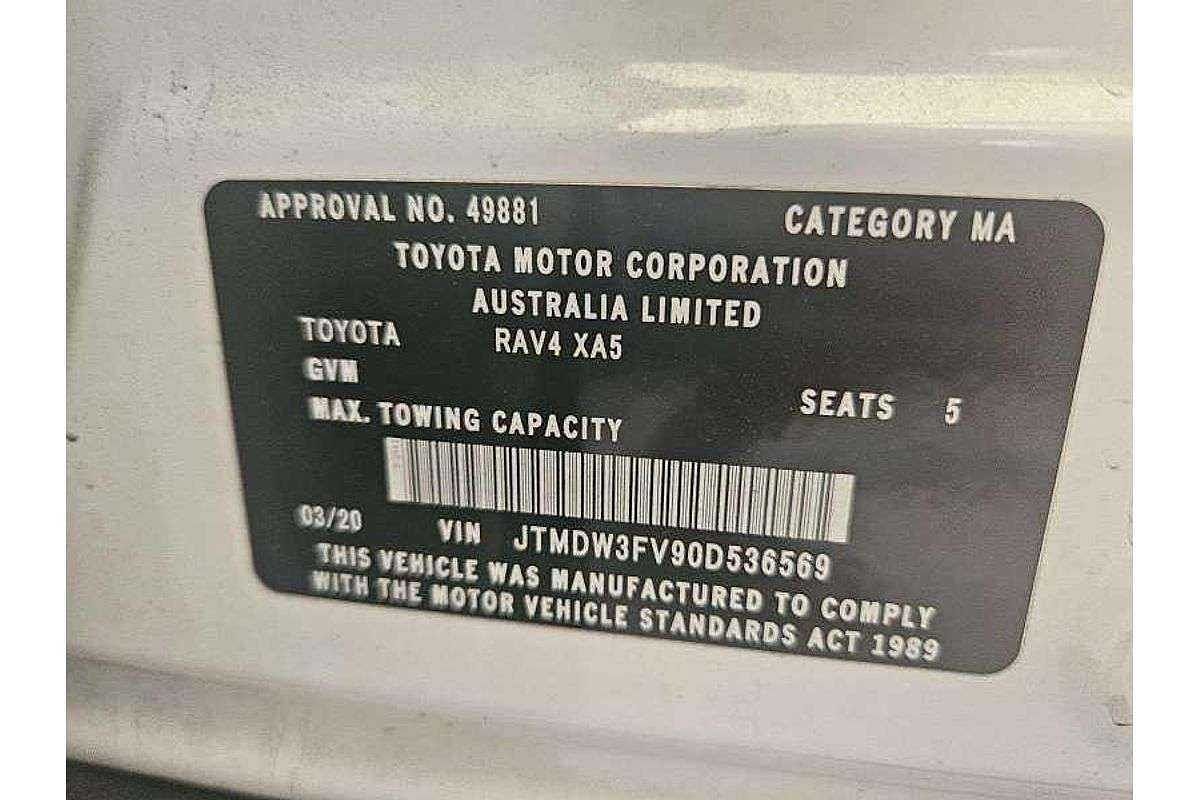 APPROVAL NO. 49881 CATEGORY MA
TOYOTA MOTOR CORPORATION
AUSTRALIA LIMITED
TOYOTA RAV4 XA5
GVM
SEATS 5
MAX. TOWING CAPACITY
03/20 VIN JTMDW3FV90D536569
THIS VEHICLE WAS MANUFACTURED TO COMPLY
WITH THE MOTOR VEHICLE STANDARDS ACT 1989